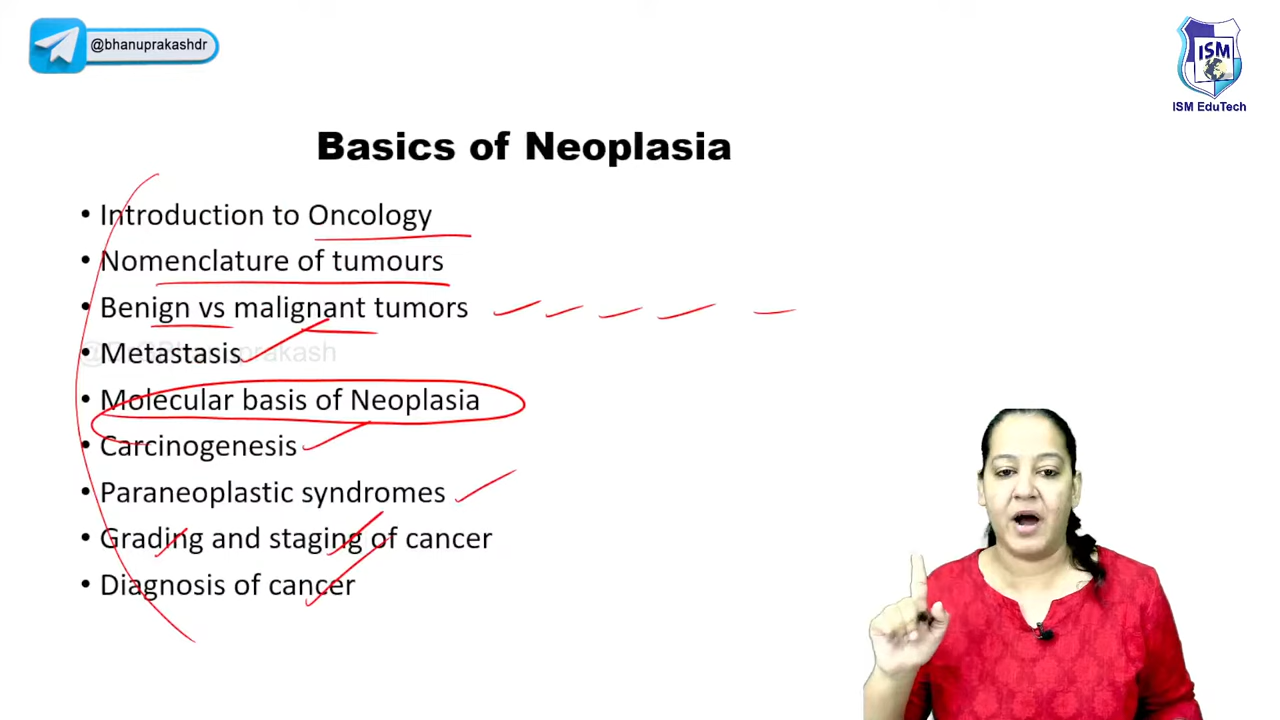 @bhanuprakashdr
ISM
ISM EduTech
Basics of Neoplasia
• Introduction to Oncology
• Nomenclature of tumours
• Benign vs malignant tumors
• Metastasis
• Molecular basis of Neoplasia
• Carcinogenesis
• Paraneoplastic syndromes
• Grading and staging of cancer
• Diagnosis of cancer